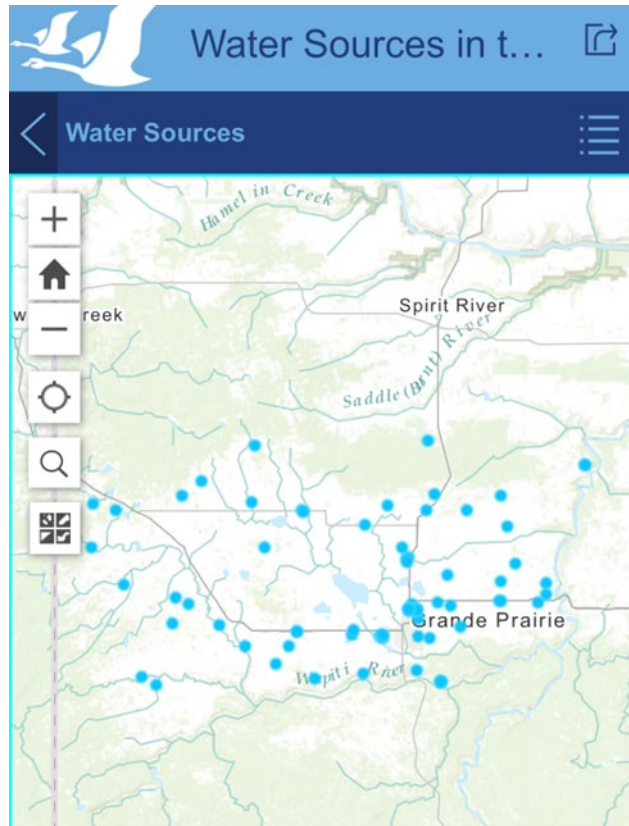 Water Sources in t...
Water Sources
Hamel in Creek
Spirit River
reek
Saddle (Burnt) River
Grande Prairie
Wapiti River